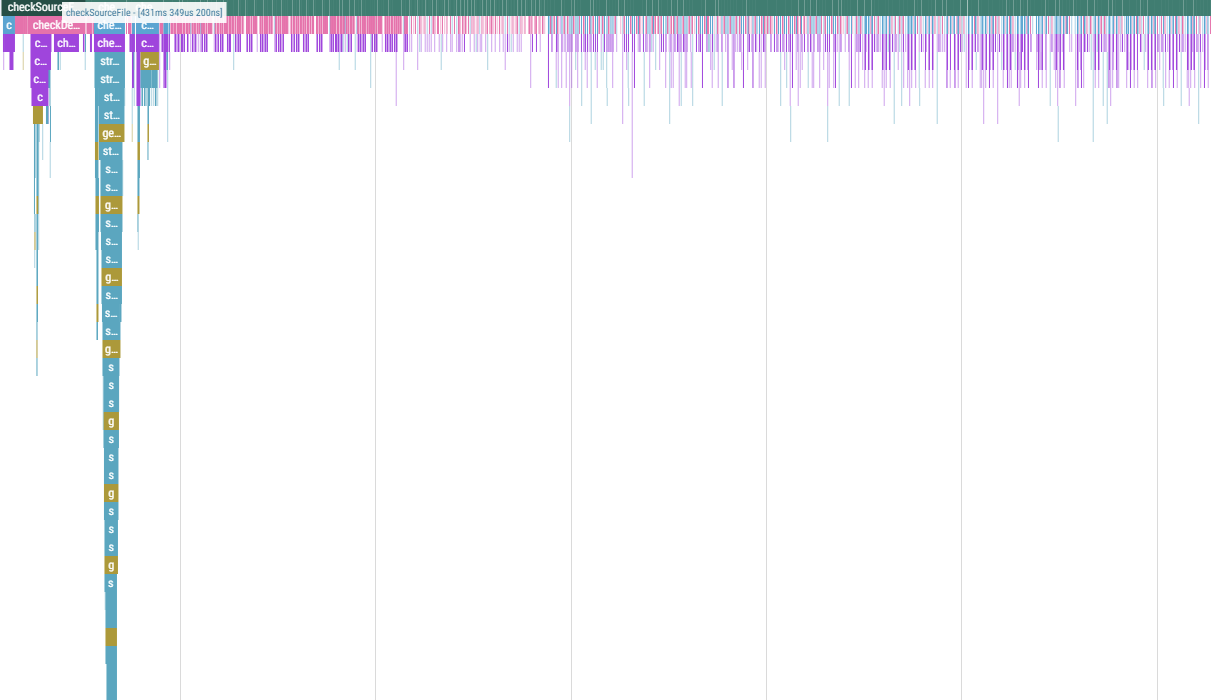 checkSourc
checkSourceFile - [431ms 349us 200ns]
c checkDe... che... c...
c... ch... che... c...
c... str... g...
c... str...
c st...
st...
ge...
st...
s...
s...
g...
s...
s...
s...
g...
s...
s...
s...
g...
s
s
s
g
s
s
s
g
s
s
s
g
s